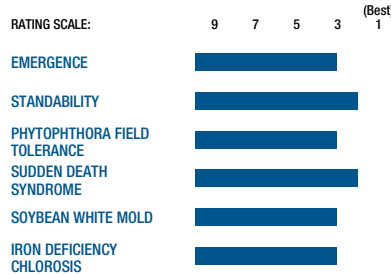 (Best)
RATING SCALE: 9 7 5 3 1
EMERGENCE
STANDABILITY
PHYTOPHTHORA FIELD
TOLERANCE
SUDDEN DEATH
SYNDROME
SOYBEAN WHITE MOLD
IRON DEFICIENCY
CHLOROSIS